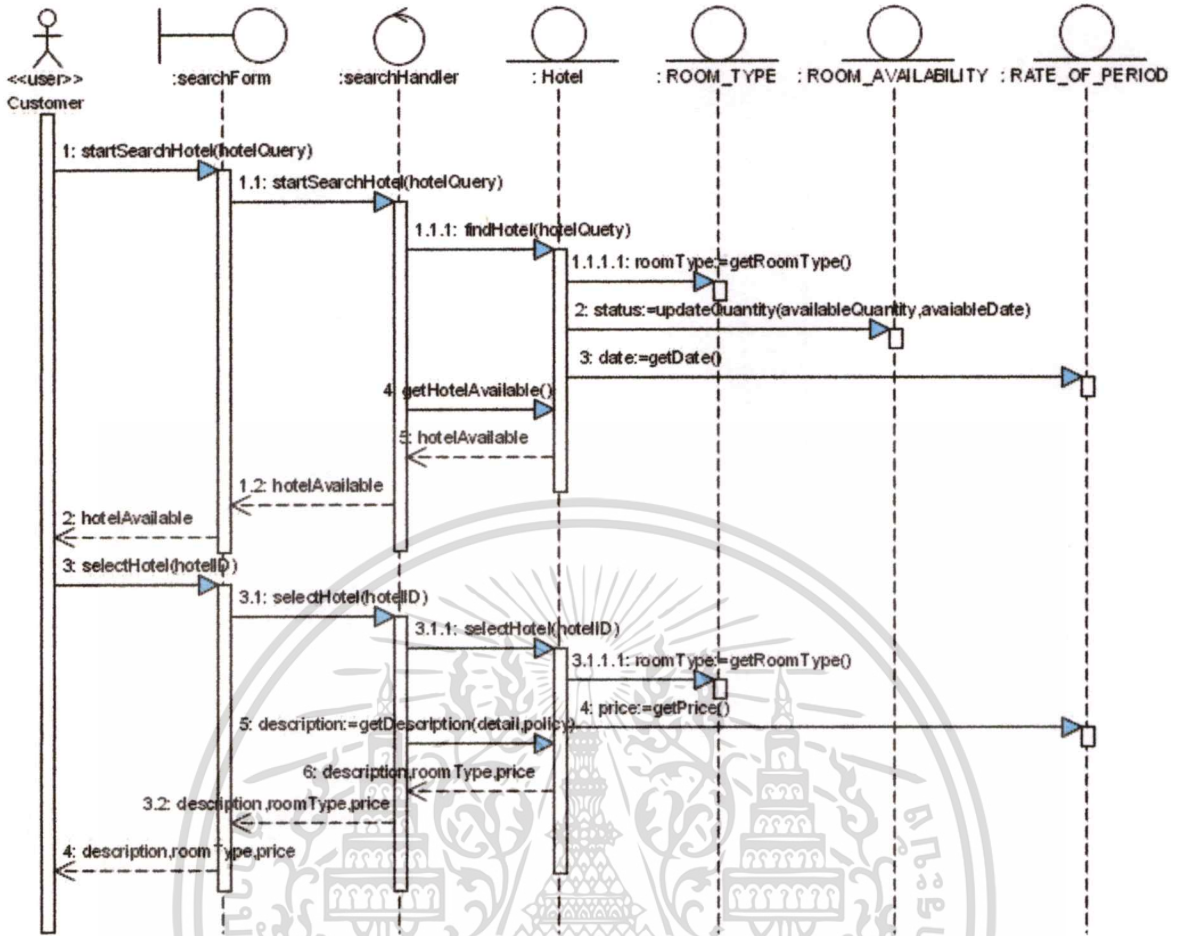 <<user>>
Customer
:searchForm
:searchHandler
: Hotel
: ROOM_TYPE
: ROOM_AVAILABILITY
: RATE_OF_PERIOD
1: startSearchHotel(hotelQuery)
1.1: startSearchHotel(hotelQuery)
1.1.1: findHotel(hotelQuety)
1.1.1.1: roomType:=getRoomType()
2: status:=updateQuantity(availableQuantity,avaiableDate)
3: date:=getDate()
4: getHotelAvailable()
5: hotelAvailable
1.2: hotelAvailable
2: hotelAvailable
3: selectHotel(hotelID)
3.1: selectHotel(hotelID)
3.1.1: selectHotel(hotelID)
3.1.1.1: roomType:=getRoomType()
4: price:=getPrice()
5: description:=getDescription(detail,policy)
6: description,roomType,price
3.2: description,roomType,price
4: description,roomType,price